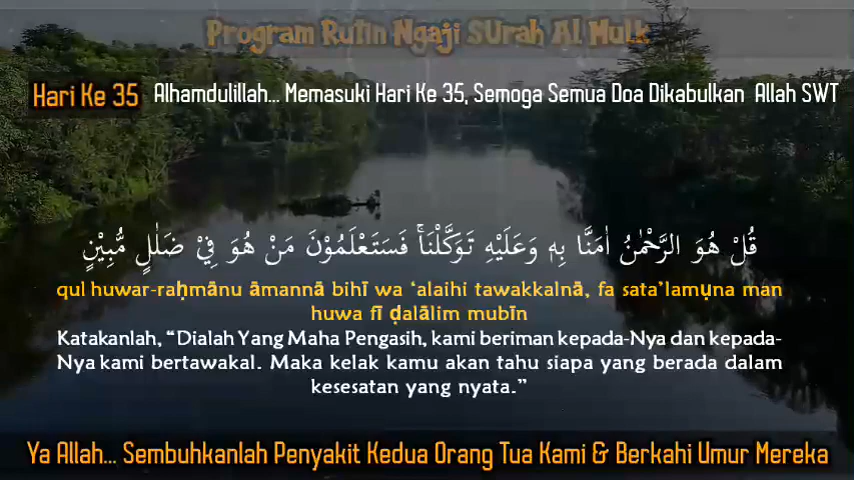 Program Rutin Ngaji SUrah Al Mulk
Hari Ke 35 Alhamdulillah... Memasuki Hari Ke 35, Semoga Semua Doa Dikabulkan Allah SWT
قُلْ هُوَ الرَّحْمٰنُ اٰمَنَّا بِهٖ وَعَلَيْهِ تَوَكَّلْنَاۚ فَسَتَعْلَمُوْنَ مَنْ هُوَ فِيْ ضَلٰلٍ مُّبِيْنٍ
qul huwar-raḥmānu āmannā bihī wa ‘alaihi tawakkalnā, fa sata’lamụna man
huwa fī ḍalālim mubīn
Katakanlah, “Dialah Yang Maha Pengasih, kami beriman kepada-Nya dan kepada-
Nya kami bertawakal. Maka kelak kamu akan tahu siapa yang berada dalam
kesesatan yang nyata.”
Ya Allah... Sembuhkanlah Penyakit Kedua Orang Tua Kami & Berkahi Umur Mereka